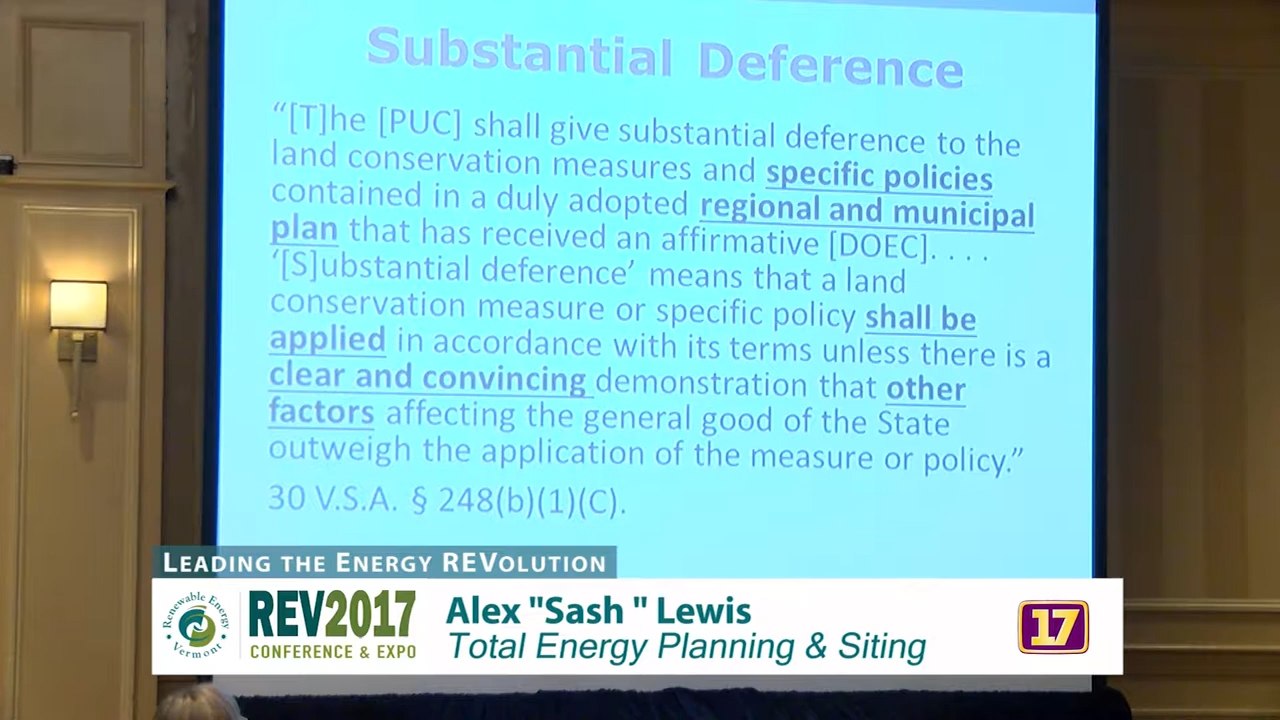 Substantial Deference
“[T]he [PUC] shall give substantial deference to the
land conservation measures and specific policies
contained in a duly adopted regional and municipal
plan that has received an affirmative [DOEC]. . . .
‘[S]ubstantial deference’ means that a land
conservation measure or specific policy shall be
applied in accordance with its terms unless there is a
clear and convincing demonstration that other
factors affecting the general good of the State
outweigh the application of the measure or policy.”
30 V.S.A. § 248(b)(1)(C).
LEADING THE ENERGY REVOLUTION
Renewable Energy
Vermont
REV2017
CONFERENCE & EXPO
Alex "Sash " Lewis
Total Energy Planning & Siting
17